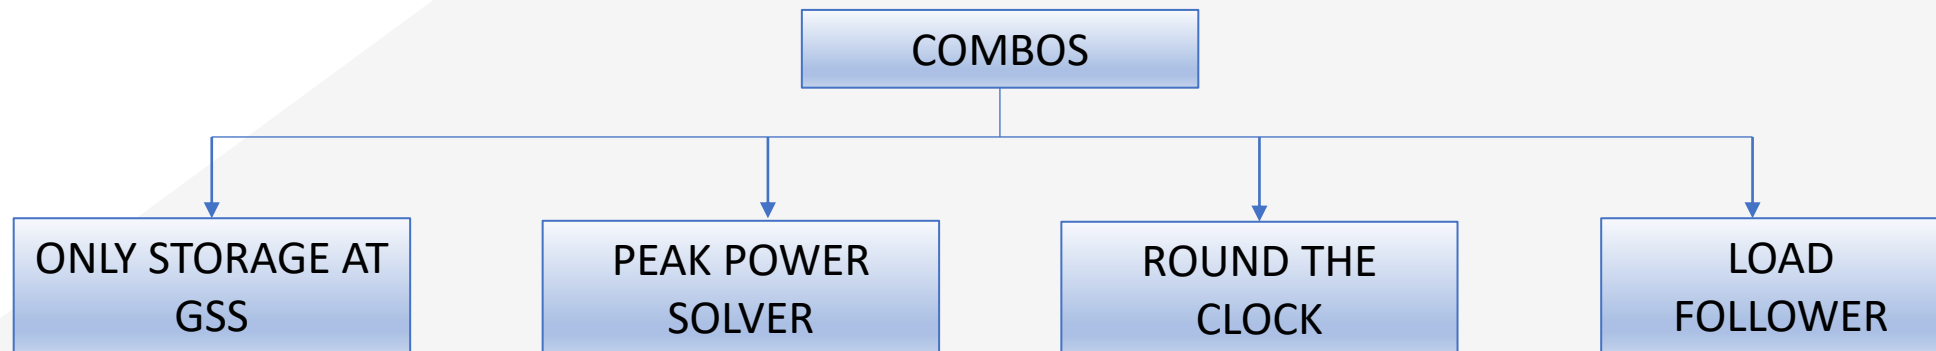 COMBOS
ONLY STORAGE AT
GSS
PEAK POWER
SOLVER
ROUND THE
CLOCK
LOAD
FOLLOWER